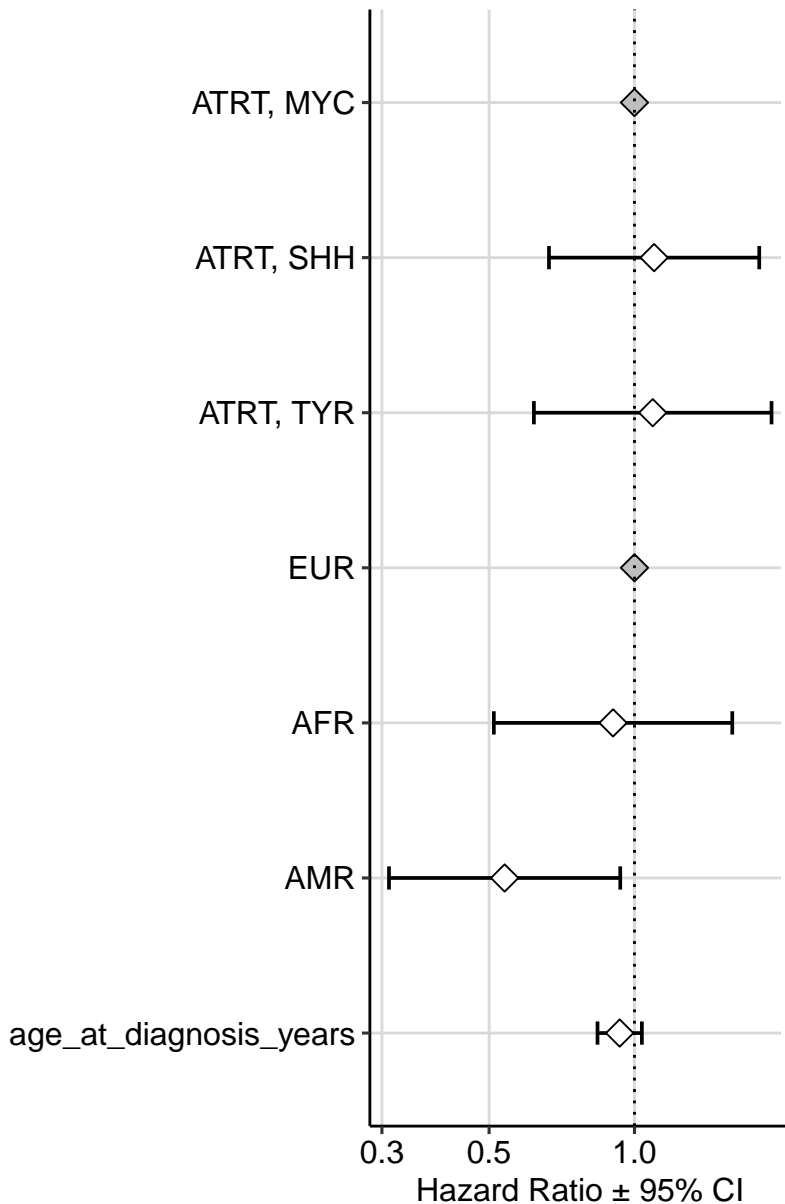 ATRT, MYC
ATRT, SHH
ATRT, TYR
EUR
AFR
AMR
age_at_diagnosis_years
0.3 0.5 1.0
Hazard Ratio ± 95% CI